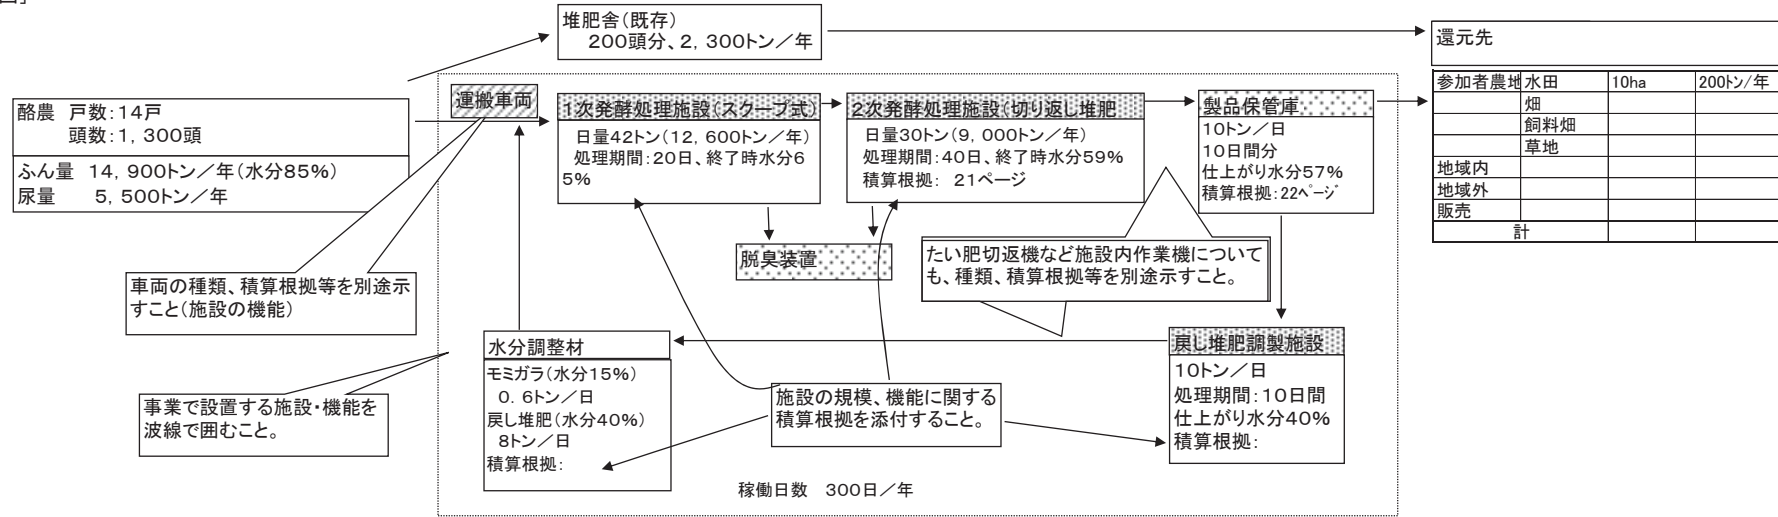 図]
堆肥舎(既存)
200頭分、2,300トン/年
還元先
参加者農地 水田 10ha 200トン/年
畑
飼料畑
草地
地域内
地域外
販売
計
酪農 戸数:14戸
頭数:1,300頭
ふん量 14,900トン/年(水分85%)
尿量 5,500トン/年
運搬車両
1次発酵処理施設(スクープ式)
日量42トン(12,600トン/年)
処理期間:20日、終了時水分6
5%
2次発酵処理施設(切り返し堆肥
日量30トン(9,000トン/年)
処理期間:40日、終了時水分59%
積算根拠: 21ページ
製品保管庫
10トン/日
10日間分
仕上がり水分57%
積算根拠:22ページ
脱臭装置
たい肥切返機など施設内作業機について
も、種類、積算根拠等を別途示すこと。
車両の種類、積算根拠等を別途示
すこと(施設の機能)
水分調整材
モミガラ(水分15%)
0.6トン/日
戻し堆肥(水分40%)
8トン/日
積算根拠:
戻し堆肥調製施設
10トン/日
処理期間:10日間
仕上がり水分40%
積算根拠:
施設の規模、機能に関する
積算根拠を添付すること。
事業で設置する施設・機能を
波線で囲むこと。
稼働日数 300日/年